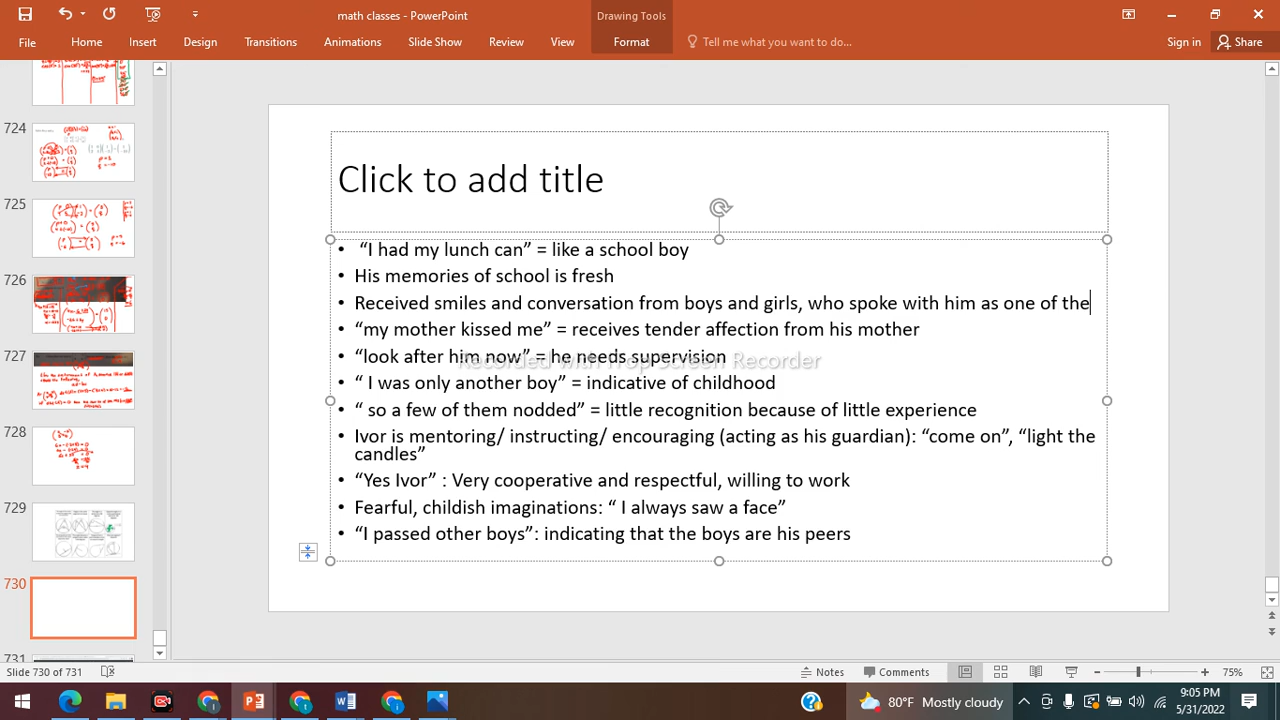 math classes - PowerPoint
Drawing Tools
File Home Insert Design Transitions Animations Slide Show Review View Format Tell me what you want to do... Sign in Share
724
725
726
727
728
729
730
731
Click to add title
• “I had my lunch can” = like a school boy
• His memories of school is fresh
• Received smiles and conversation from boys and girls, who spoke with him as one of the
• “my mother kissed me” = receives tender affection from his mother
• “look after him now” = he needs supervision
Recorded with iTop Screen Recorder
• “ I was only another boy” = indicative of childhood
• “ so a few of them nodded” = little recognition because of little experience
• Ivor is mentoring/ instructing/ encouraging (acting as his guardian): “come on”, “light the
candles”
• “Yes Ivor” : Very cooperative and respectful, willing to work
• Fearful, childish imaginations: “ I always saw a face”
• “I passed other boys”: indicating that the boys are his peers
Slide 730 of 731 Notes Comments 75%
80°F Mostly cloudy 9:05 PM
5/31/2022